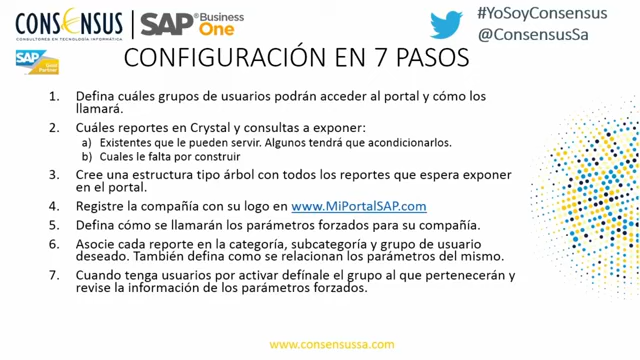 CONSENSUS
CONSULTORES EN TECNOLOGÍA INFORMÁTICA
SAP Business One
#YoSoyConsensus
@ConsensusSa
SAP Gold Partner
CONFIGURACIÓN EN 7 PASOS
1. Defina cuáles grupos de usuarios podrán acceder al portal y cómo los
llamará.
2. Cuáles reportes en Crystal y consultas a exponer:
a) Existentes que le pueden servir. Algunos tendrá que acondicionarlos.
b) Cuales le falta por construir
3. Cree una estructura tipo árbol con todos los reportes que espera exponer
en el portal.
4. Registre la compañía con su logo en www.MiPortalSAP.com
5. Defina cómo se llamarán los parámetros forzados para su compañía.
6. Asocie cada reporte en la categoría, subcategoría y grupo de usuario
deseado. También defina como se relacionan los parámetros del mismo.
7. Cuando tenga usuarios por activar defínale el grupo al que pertenecerán y
revise la información de los parámetros forzados.
www.consensussa.com